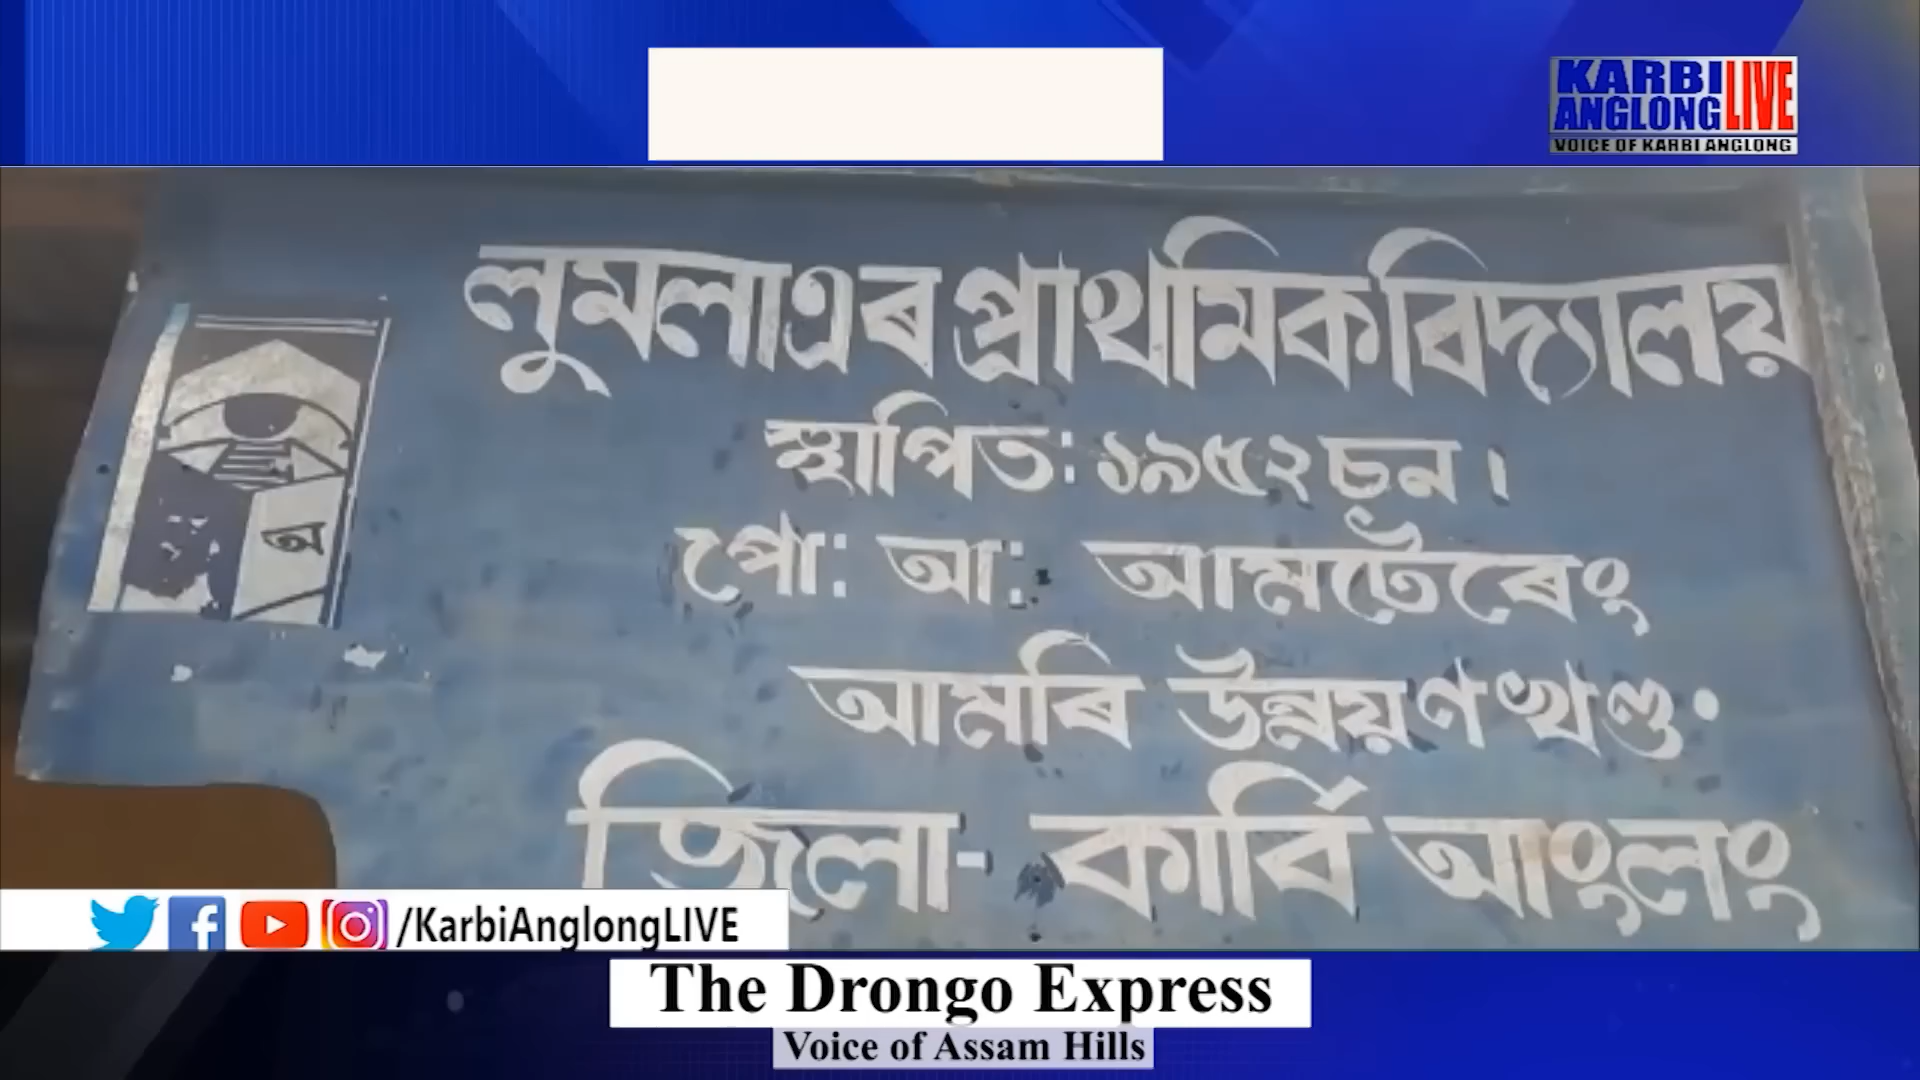 KARBI
ANGLONG LIVE
VOICE OF KARBI ANGLONG
লুমলাএৰ প্ৰাথমিক বিদ্যালয়
স্থাপিত: ১৯৫২ চন।
পো: আ: আমটেৰেং
আমৰি উন্নয়ণ খণ্ড.
অ
জিলা- কাৰ্বি আংলং
/KarbiAnglongLIVE
The Drongo Express
Voice of Assam Hills